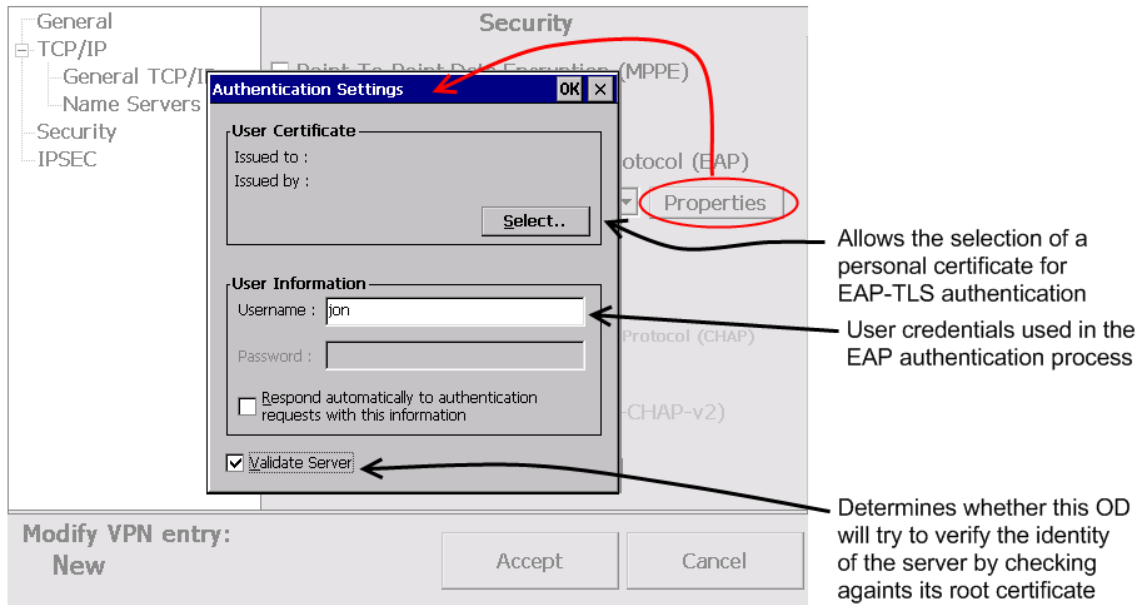 General
TCP/IP
General TCP/I
Name Servers
Security
IPSEC
Security
Point-To-Point Data Encryption (MPPE)
otocol (EAP)
Properties
Protocol (CHAP)
-CHAP-v2)
Authentication Settings
OK ×
User Certificate
Issued to :
Issued by :
Select..
User Information
Username : jon
Password :
Respond automatically to authentication
requests with this information
Validate Server
Modify VPN entry:
New
Accept
Cancel
Allows the selection of a
personal certificate for
EAP-TLS authentication
User credentials used in the
EAP authentication process
Determines whether this OD
will try to verify the identity
of the server by checking
againts its root certificate